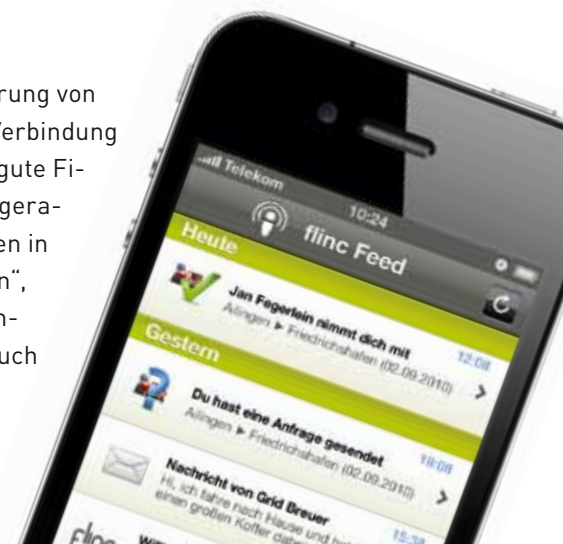 rung von
Verbindung
gute Fi-
gera-
en in
n“,
n-
uch
Telekom
10:24
flinc Feed
Heute
Jan Fegerlein nimmt dich mit
12:08
Ailingen ► Friedrichshafen (02.09.2010)
Gestern
Du hast eine Anfrage gesendet
18:08
Ailingen ► Friedrichshafen (02.09.2010)
Nachricht von Grid Breuer
15:38
Hi, ich fahre nach Hause und
einen großen Koffer
flinc